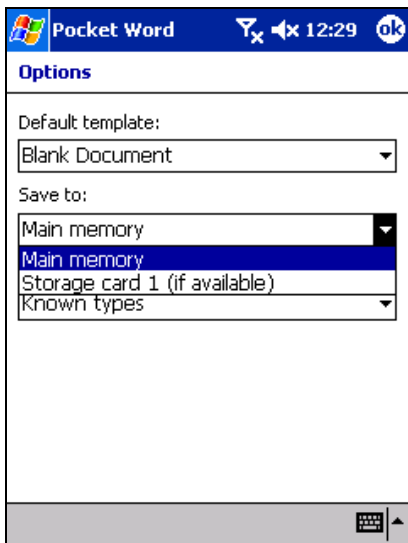 Pocket Word 12:29 ok
Options
Default template:
Blank Document
Save to:
Main memory
Main memory
Storage card 1 (if available)
Known types